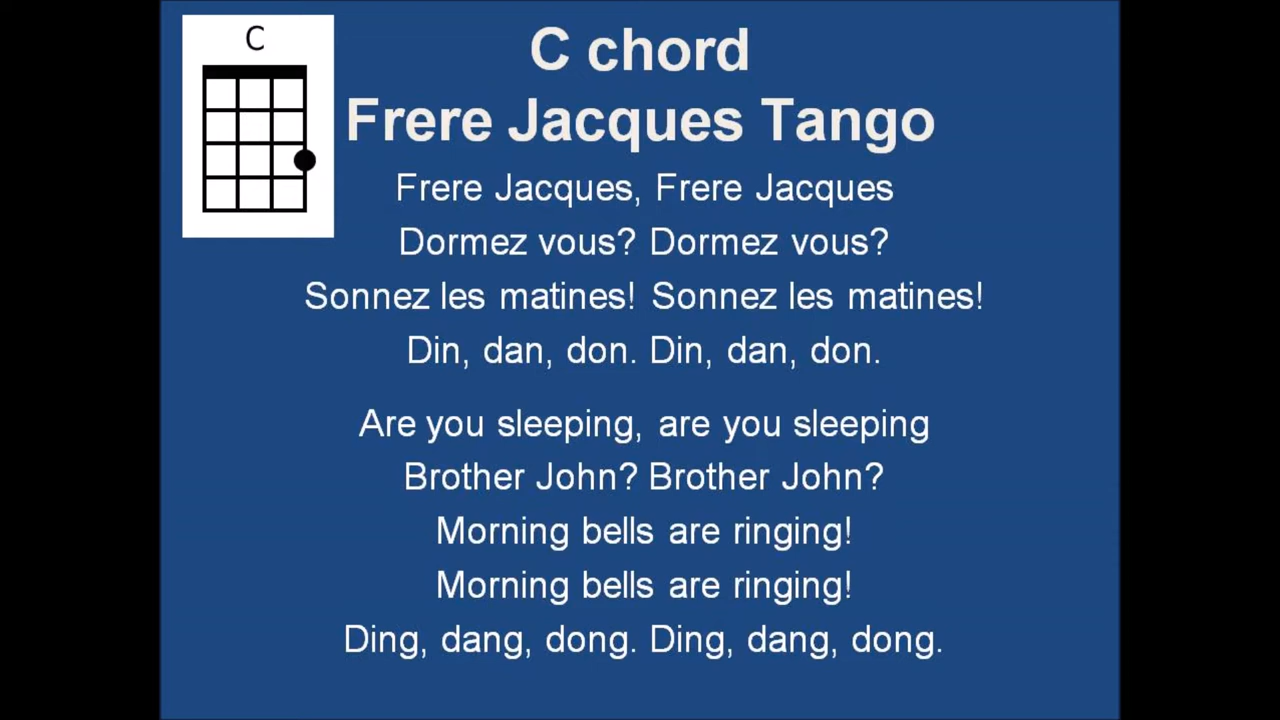 C
C chord
Frere Jacques Tango
Frere Jacques, Frere Jacques
Dormez vous? Dormez vous?
Sonnez les matines! Sonnez les matines!
Din, dan, don. Din, dan, don.
Are you sleeping, are you sleeping
Brother John? Brother John?
Morning bells are ringing!
Morning bells are ringing!
Ding, dang, dong. Ding, dang, dong.